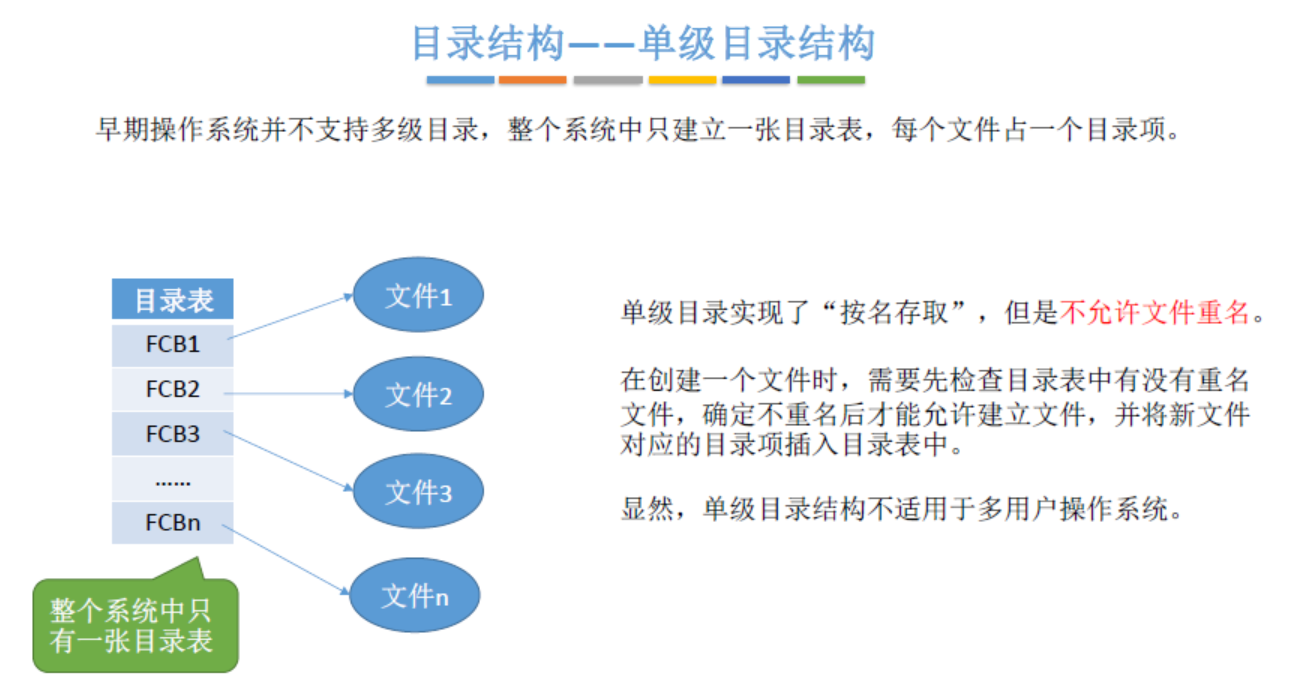 目录结构——单级目录结构
早期操作系统并不支持多级目录，整个系统中只建立一张目录表，每个文件占一个目录项。
目录表
FCB1
FCB2
FCB3
......
FCBn
整个系统中只
有一张目录表
文件1
文件2
文件3
文件n
单级目录实现了“按名存取”，但是不允许文件重名。
在创建一个文件时，需要先检查目录表中有没有重名
文件，确定不重名后才能允许建立文件，并将新文件
对应的目录项插入目录表中。
显然，单级目录结构不适用于多用户操作系统。